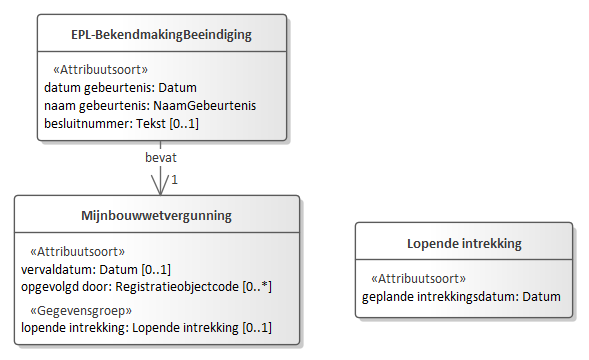 EPL-BekendmakingBeeindiging
«Attribuutsoort»
datum gebeurtenis: Datum
naam gebeurtenis: NaamGebeurtenis
besluitnummer: Tekst [0..1]
bevat
1
Mijnbouwwetvergunning
«Attribuutsoort»
vervaldatum: Datum [0..1]
opgevolgd door: Registratieobjectcode [0..*]
«Gegevensgroep»
lopende intrekking: Lopende intrekking [0..1]
Lopende intrekking
«Attribuutsoort»
geplande intrekkingsdatum: Datum